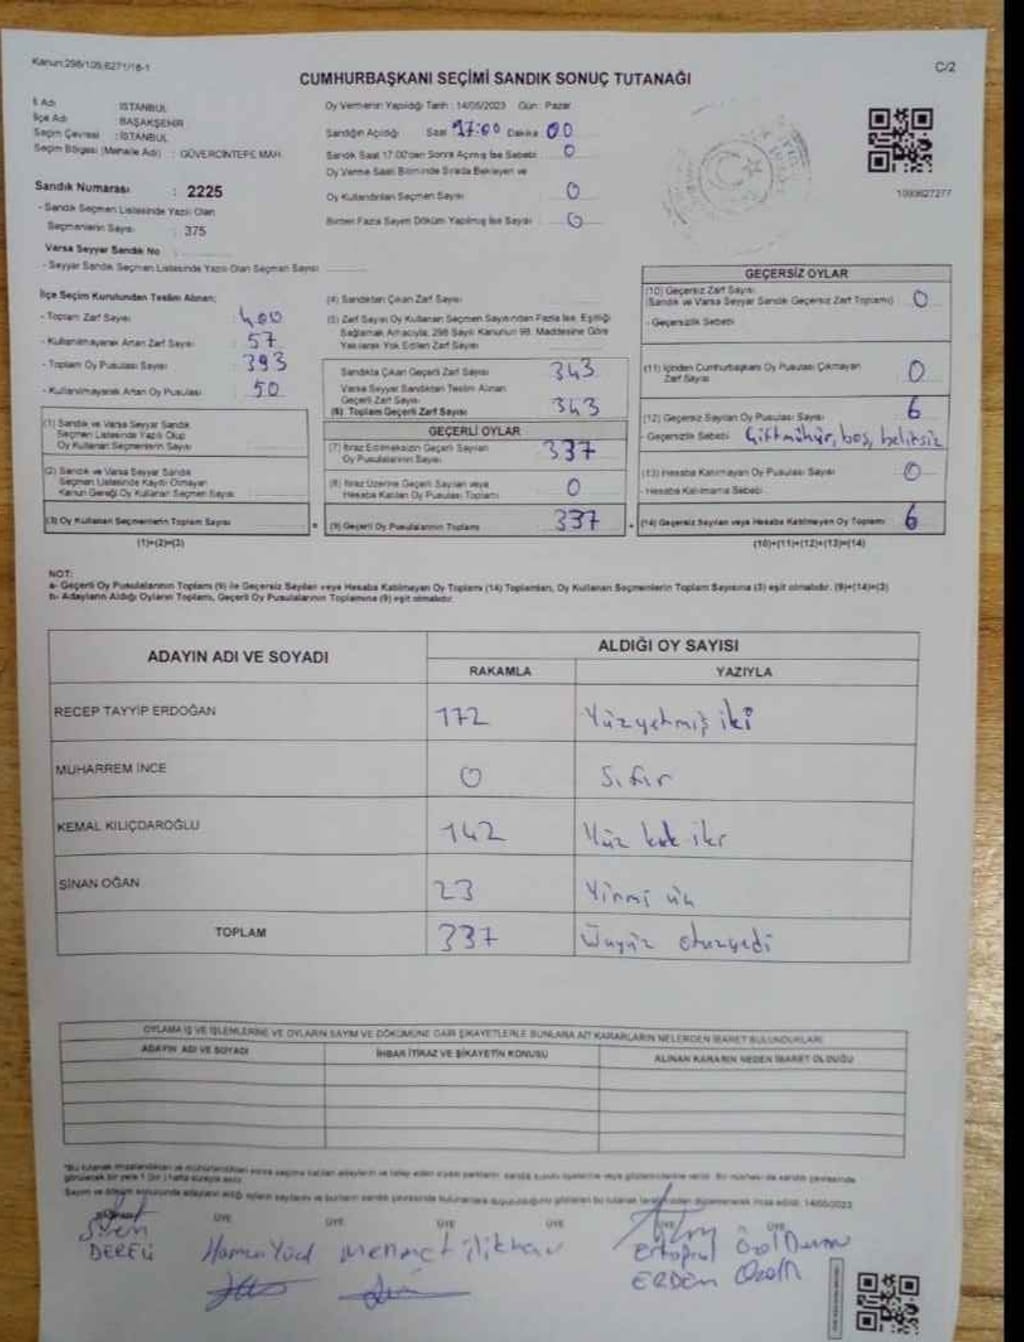 Kanun:298/105,6271/18-1
C/2
CUMHURBAŞKANI SEÇİMİ SANDIK SONUÇ TUTANAĞI
İl Adı : İSTANBUL
İlçe Adı : BAŞAKŞEHİR
Seçim Çevresi : İSTANBUL
Seçim Bölgesi (Mahalle Adı) : GÜVERCİNTEPE MAH.
Sandık Numarası : 2225
- Sandık Seçmen Listesinde Yazılı Olan
Seçmenlerin Sayısı : 375
Varsa Seyyar Sandık No :
- Seyyar Sandık Seçmen Listesinde Yazılı Olan Seçmen Sayısı
Oy Vermenin Yapıldığı Tarih : 14/05/2023 Gün : Pazar
Sandığın Açıldığı Saat 17:00 Dakika 00
Sandık Saat 17.00'den Sonra Açılmış İse Sebebi 0
Oy Verme Saati Bitiminde Sırada Bekleyen ve
Oy Kullandırılan Seçmen Sayısı 0
Birden Fazla Sayım Döküm Yapılmış İse Sayısı 0
1093627277
İlçe Seçim Kurulundan Teslim Alınan;
- Toplam Zarf Sayısı 400
- Kullanılmayarak Artan Zarf Sayısı 57
- Toplam Oy Pusulası Sayısı 393
- Kullanılmayarak Artan Oy Pusulası 50
(1) Sandık ve Varsa Seyyar Sandık
Seçmen Listesinde Yazılı Olup
Oy Kullanan Seçmenlerin Sayısı
(2) Sandık ve Varsa Seyyar Sandık
Seçmen Listesinde Kayıtlı Olmayan
Kanun Gereği Oy Kullanan Seçmen Sayısı
(3) Oy Kullanan Seçmenlerin Toplam Sayısı
(1)+(2)=(3)
(4) Sandıktan Çıkan Zarf Sayısı
(5) Zarf Sayısı Oy Kullanan Seçmen Sayısından Fazla İse, Eşitliği
Sağlamak Amacıyla, 298 Sayılı Kanunun 98. Maddesine Göre
Yakılarak Yok Edilen Zarf Sayısı
Sandıkta Çıkan Geçerli Zarf Sayısı 343
Varsa Seyyar Sandıktan Teslim Alınan
Geçerli Zarf Sayısı
(6) Toplam Geçerli Zarf Sayısı 343
GEÇERLİ OYLAR
(7) İtiraz Edilmeksizin Geçerli Sayılan
Oy Pusulalarının Sayısı 337
(8) İtiraz Üzerine Geçerli Sayılan veya
Hesaba Katılan Oy Pusulası Toplamı 0
(9) Geçerli Oy Pusulalarının Toplamı 337
GEÇERSİZ OYLAR
(10) Geçersiz Zarf Sayısı
(Sandık ve Varsa Seyyar Sandık Geçersiz Zarf Toplamı) 0
- Geçersizlik Sebebi
(11) İçinden Cumhurbaşkanı Oy Pusulası Çıkmayan
Zarf Sayısı 0
(12) Geçersiz Sayılan Oy Pusulası Sayısı 6
- Geçersizlik Sebebi Çift mühür, boş, belirsiz
(13) Hesaba Katılmayan Oy Pusulası Sayısı 0
- Hesaba Katılmama Sebebi
(14) Geçersiz Sayılan veya Hesaba Katılmayan Oy Toplamı 6
(10)+(11)+(12)+(13)=(14)
NOT:
a- Geçerli Oy Pusulalarının Toplamı (9) ile Geçersiz Sayılan veya Hesaba Katılmayan Oy Toplamı (14) Toplamları, Oy Kullanan Seçmenlerin Toplam Sayısına (3) eşit olmalıdır. (9)+(14)=(3)
b- Adayların Aldığı Oyların Toplamı, Geçerli Oy Pusulalarının Toplamına (9) eşit olmalıdır.
ADAYIN ADI VE SOYADI
ALDIĞI OY SAYISI
RAKAMLA YAZIYLA
RECEP TAYYİP ERDOĞAN 172 Yüzyetmiş iki
MUHARREM İNCE 0 Sıfır
KEMAL KILIÇDAROĞLU 142 Yüz kırk iki
SİNAN OĞAN 23 Yirmi üç
TOPLAM 337 Üçyüz otuzyedi
OYLAMA İŞ VE İŞLEMLERİNE VE OYLARIN SAYIM VE DÖKÜMÜNE DAİR ŞİKAYETLERLE BUNLARA AİT KARARLARIN NELERDEN İBARET BULUNDUKLARI
ADAYIN ADI VE SOYADI
İHBAR İTİRAZ VE ŞİKAYETİN KONUSU
ALINAN KARARIN NEDEN İBARET OLDUĞU
ÜYE ÜYE ÜYE ÜYE ÜYE
DERELİ
Mehmet
Ertuğrul
ERDEM